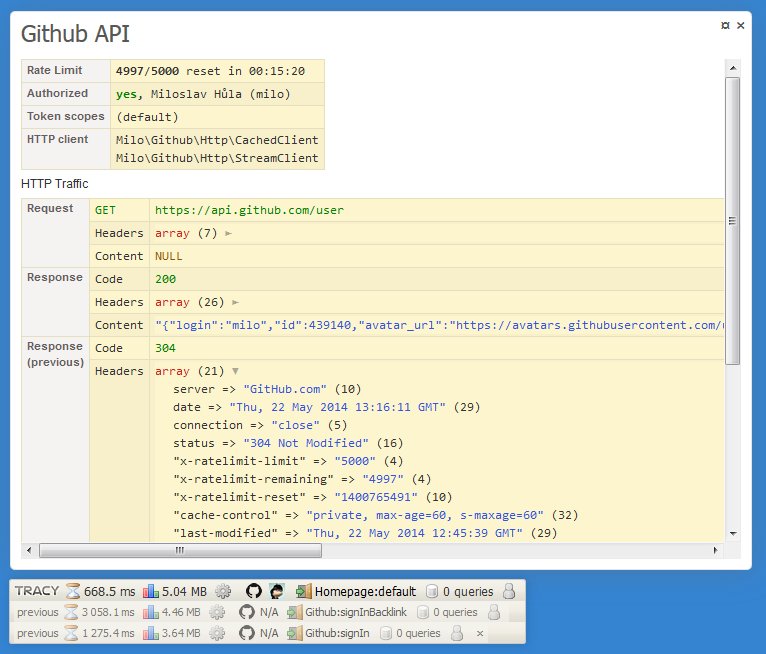 Github API
Rate Limit 4997/5000 reset in 00:15:20
Authorized yes, Miloslav Hůla (milo)
Token scopes (default)
HTTP client Milo\Github\Http\CachedClient
Milo\Github\Http\StreamClient
HTTP Traffic
Request GET https://api.github.com/user
Headers array (7) ►
Content NULL
Response Code 200
Headers array (26) ►
Content "{"login":"milo","id":439140,"avatar_url":"https://avatars.githubusercontent.com/
Response Code 304
(previous)
Headers array (21) ▼
server => "GitHub.com" (10)
date => "Thu, 22 May 2014 13:16:11 GMT" (29)
connection => "close" (5)
status => "304 Not Modified" (16)
"x-ratelimit-limit" => "5000" (4)
"x-ratelimit-remaining" => "4997" (4)
"x-ratelimit-reset" => "1400765491" (10)
"cache-control" => "private, max-age=60, s-maxage=60" (32)
"last-modified" => "Thu, 22 May 2014 12:45:39 GMT" (29)
TRACY 668.5 ms 5.04 MB Homepage:default 0 queries
previous 3 058.1 ms 4.46 MB N/A Github:signInBacklink 0 queries
previous 1 275.4 ms 3.64 MB N/A Github:signIn 0 queries ×